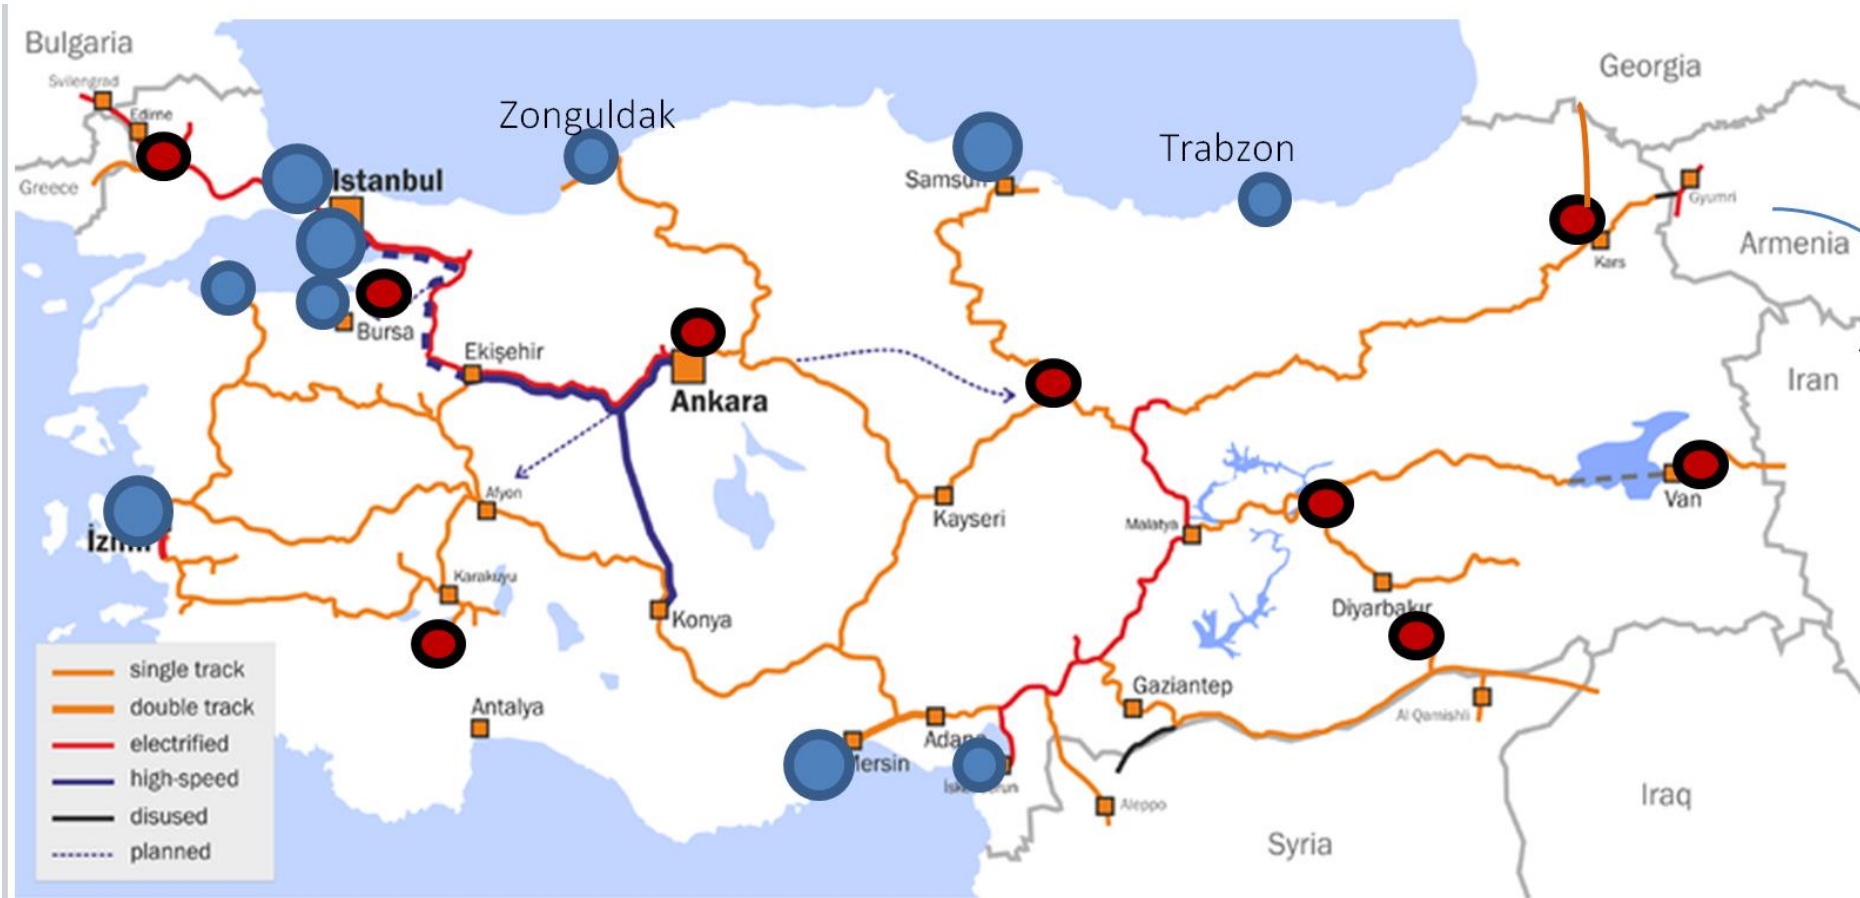 Bulgaria
Svilengrad
Edirne
Greece
Istanbul
Zonguldak
Samsun
Trabzon
Georgia
Gyumri
Armenia
Kars
Iran
Bursa
Ekişehir
Ankara
Afyon
Kayseri
Malatya
Van
İzmir
Karakuyu
Konya
Diyarbakır
Antalya
Mersin
Adana
Gaziantep
Al Qamishli
Aleppo
Syria
Iraq
single track
double track
electrified
high-speed
disused
planned